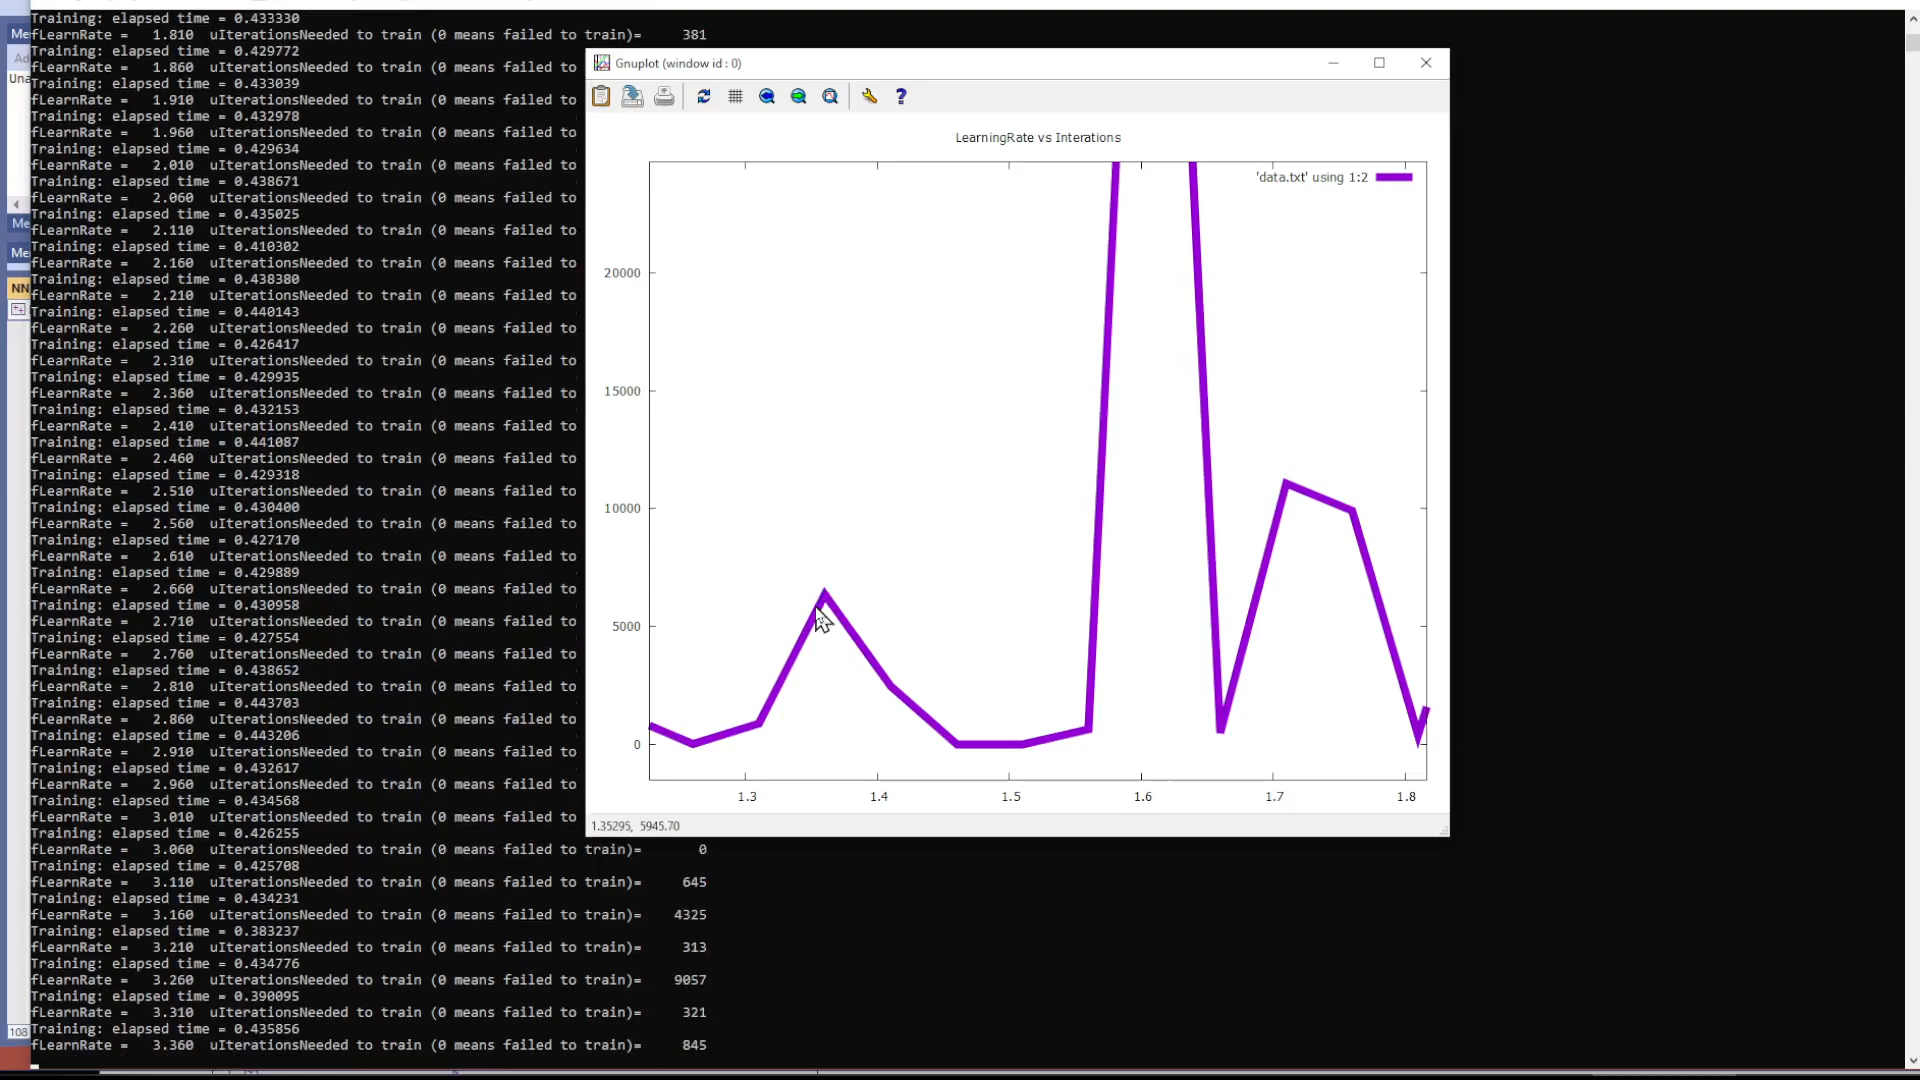 Training: elapsed time = 0.433330
fLearnRate =   1.810  uIterationsNeeded to train (0 means failed to train)=     381
Training: elapsed time = 0.429772
fLearnRate =   1.860  uIterationsNeeded to train (0 means failed to
Training: elapsed time = 0.433039
fLearnRate =   1.910  uIterationsNeeded to train (0 means failed to
Training: elapsed time = 0.432978
fLearnRate =   1.960  uIterationsNeeded to train (0 means failed to
Training: elapsed time = 0.429634
fLearnRate =   2.010  uIterationsNeeded to train (0 means failed to
Training: elapsed time = 0.438671
fLearnRate =   2.060  uIterationsNeeded to train (0 means failed to
Training: elapsed time = 0.435025
fLearnRate =   2.110  uIterationsNeeded to train (0 means failed to
Training: elapsed time = 0.410302
fLearnRate =   2.160  uIterationsNeeded to train (0 means failed to
Training: elapsed time = 0.438380
fLearnRate =   2.210  uIterationsNeeded to train (0 means failed to
Training: elapsed time = 0.440143
fLearnRate =   2.260  uIterationsNeeded to train (0 means failed to
Training: elapsed time = 0.426417
fLearnRate =   2.310  uIterationsNeeded to train (0 means failed to
Training: elapsed time = 0.429935
fLearnRate =   2.360  uIterationsNeeded to train (0 means failed to
Training: elapsed time = 0.432153
fLearnRate =   2.410  uIterationsNeeded to train (0 means failed to
Training: elapsed time = 0.441087
fLearnRate =   2.460  uIterationsNeeded to train (0 means failed to
Training: elapsed time = 0.429318
fLearnRate =   2.510  uIterationsNeeded to train (0 means failed to
Training: elapsed time = 0.430400
fLearnRate =   2.560  uIterationsNeeded to train (0 means failed to
Training: elapsed time = 0.427170
fLearnRate =   2.610  uIterationsNeeded to train (0 means failed to
Training: elapsed time = 0.429889
fLearnRate =   2.660  uIterationsNeeded to train (0 means failed to
Training: elapsed time = 0.430958
fLearnRate =   2.710  uIterationsNeeded to train (0 means failed to
Training: elapsed time = 0.427554
fLearnRate =   2.760  uIterationsNeeded to train (0 means failed to
Training: elapsed time = 0.438652
fLearnRate =   2.810  uIterationsNeeded to train (0 means failed to
Training: elapsed time = 0.443703
fLearnRate =   2.860  uIterationsNeeded to train (0 means failed to
Training: elapsed time = 0.443206
fLearnRate =   2.910  uIterationsNeeded to train (0 means failed to
Training: elapsed time = 0.432617
fLearnRate =   2.960  uIterationsNeeded to train (0 means failed to
Training: elapsed time = 0.434568
fLearnRate =   3.010  uIterationsNeeded to train (0 means failed to
Training: elapsed time = 0.426255
fLearnRate =   3.060  uIterationsNeeded to train (0 means failed to train)=       0
Training: elapsed time = 0.425708
fLearnRate =   3.110  uIterationsNeeded to train (0 means failed to train)=     645
Training: elapsed time = 0.434231
fLearnRate =   3.160  uIterationsNeeded to train (0 means failed to train)=    4325
Training: elapsed time = 0.383237
fLearnRate =   3.210  uIterationsNeeded to train (0 means failed to train)=     313
Training: elapsed time = 0.434776
fLearnRate =   3.260  uIterationsNeeded to train (0 means failed to train)=    9057
Training: elapsed time = 0.390095
fLearnRate =   3.310  uIterationsNeeded to train (0 means failed to train)=     321
Training: elapsed time = 0.435856
fLearnRate =   3.360  uIterationsNeeded to train (0 means failed to train)=     845
Me
Ad
Una
Me
Me
NN
108
Gnuplot (window id : 0)
LearningRate vs Interations
'data.txt' using 1:2
20000
15000
10000
5000
0
1.3 1.4 1.5 1.6 1.7 1.8
1.35295,  5945.70